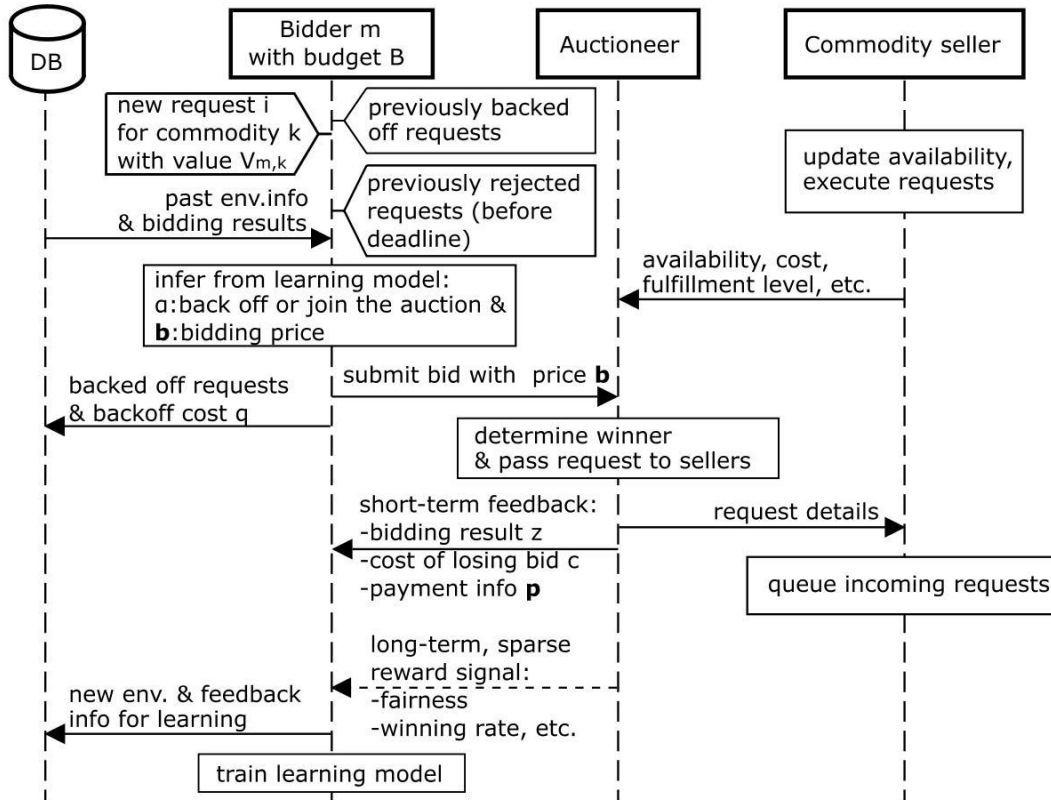 DB
Bidder m
with budget B
Auctioneer
Commodity seller
new request i
for commodity k
with value Vm,k
previously backed
off requests
update availability,
execute requests
past env.info
& bidding results
previously rejected
requests (before
deadline)
availability, cost,
fulfillment level, etc.
infer from learning model:
α:back off or join the auction &
b:bidding price
submit bid with price b
backed off requests
& backoff cost q
determine winner
& pass request to sellers
short-term feedback:
-bidding result z
-cost of losing bid c
-payment info p
request details
queue incoming requests
long-term, sparse
reward signal:
-fairness
-winning rate, etc.
new env. & feedback
info for learning
train learning model